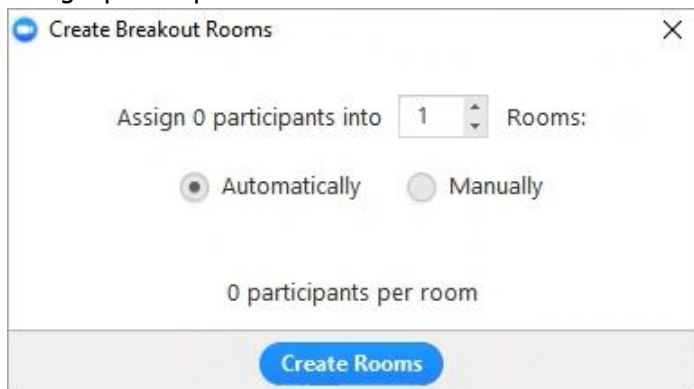 Create Breakout Rooms
Assign 0 participants into 1 Rooms:
Automatically Manually
0 participants per room
Create Rooms